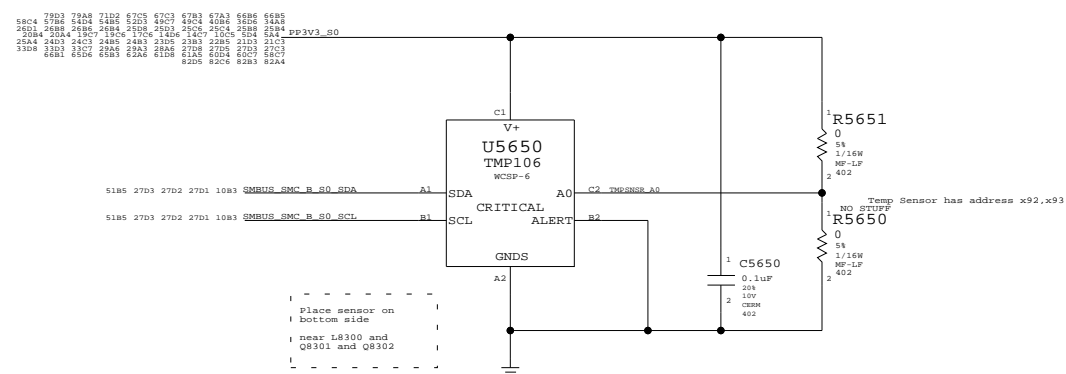 79D3 79A8 71D2 67C5 67C3 67B3 67A3 66B6 66B5
58C4 57B6 54D4 54B5 52D3 49C7 49C4 40B6 36D6 34A8
26D1 26B8 26B6 26B4 25D8 25D3 25C6 25C4 25B8 25B4
20B4 20A4 19C7 19C6 17C6 14D6 14C7 10C5 5D4 5A4
25A4 24D3 24C3 24B5 24B3 23D5 23B3 22B5 21D3 21C3
33D8 33D3 33C7 29A6 29A3 28A6 27D8 27D5 27D3 27C3
66B1 65D6 65B3 62A6 61D8 61A5 60D4 60C7 58C7
82D5 82C6 82B3 82A4
PP3V3_S0
C1
V+
U5650
TMP106
WCSP-6
51B5 27D3 27D2 27D1 10B3 SMBUS_SMC_B_S0_SDA
A1
SDA
A0
C2
TMPSNSR_A0
CRITICAL
51B5 27D3 27D2 27D1 10B3 SMBUS_SMC_B_S0_SCL
B1
SCL
ALERT
B2
GNDS
A2
1
R5651
0
5%
1/16W
MF-LF
402
2
Temp Sensor has address x92,x93
NO STUFF
1
R5650
0
5%
1/16W
MF-LF
402
2
1
C5650
0.1uF
20%
10V
CERM
402
2
Place sensor on
bottom side
near L8300 and
Q8301 and Q8302